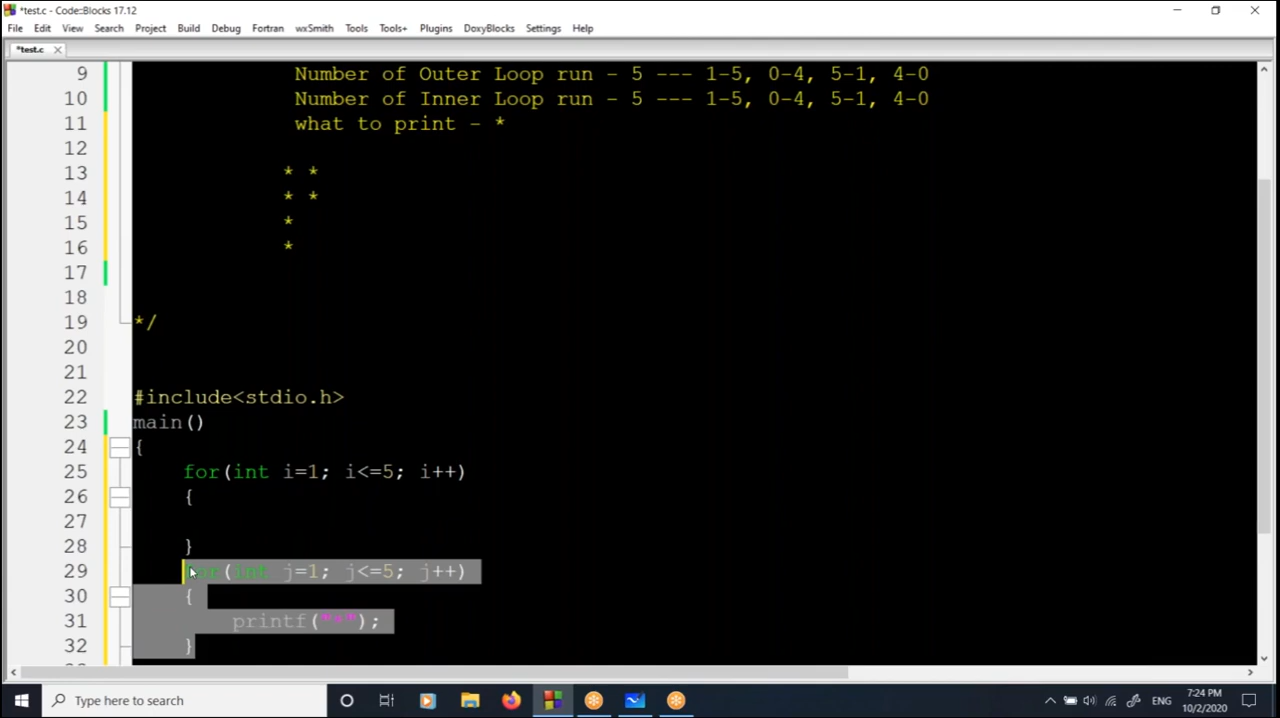 *test.c - Code::Blocks 17.12
File Edit View Search Project Build Debug Fortran wxSmith Tools Tools+ Plugins DoxyBlocks Settings Help
*test.c
9 Number of Outer Loop run - 5 --- 1-5, 0-4, 5-1, 4-0
10 Number of Inner Loop run - 5 --- 1-5, 0-4, 5-1, 4-0
11 what to print - *
12
13 * *
14 * *
15 *
16 *
17
18
19 */
20
21
22 #include<stdio.h>
23 main()
24 {
25 for(int i=1; i<=5; i++)
26 {
27
28 }
29 for(int j=1; j<=5; j++)
30 {
31 printf("*");
32 }
Type here to search
ENG
7:24 PM
10/2/2020